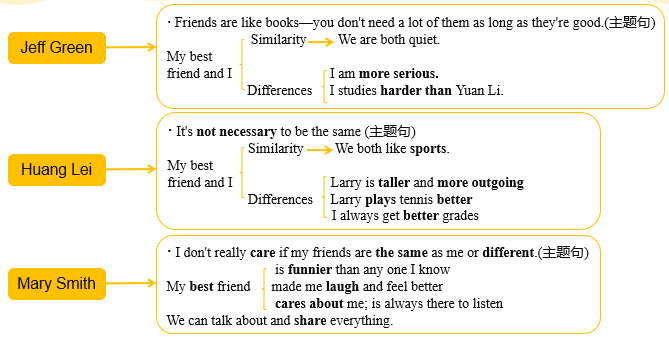 Jeff Green
· Friends are like books—you don't need a lot of them as long as they're good.(主题句)
My best
friend and I
Similarity
We are both quiet.
Differences
I am more serious.
I studies harder than Yuan Li.
Huang Lei
· It's not necessary to be the same (主题句)
My best
friend and I
Similarity
We both like sports.
Differences
Larry is taller and more outgoing
Larry plays tennis better
I always get better grades
Mary Smith
· I don't really care if my friends are the same as me or different.(主题句)
My best friend
is funnier than any one I know
made me laugh and feel better
cares about me; is always there to listen
We can talk about and share everything.